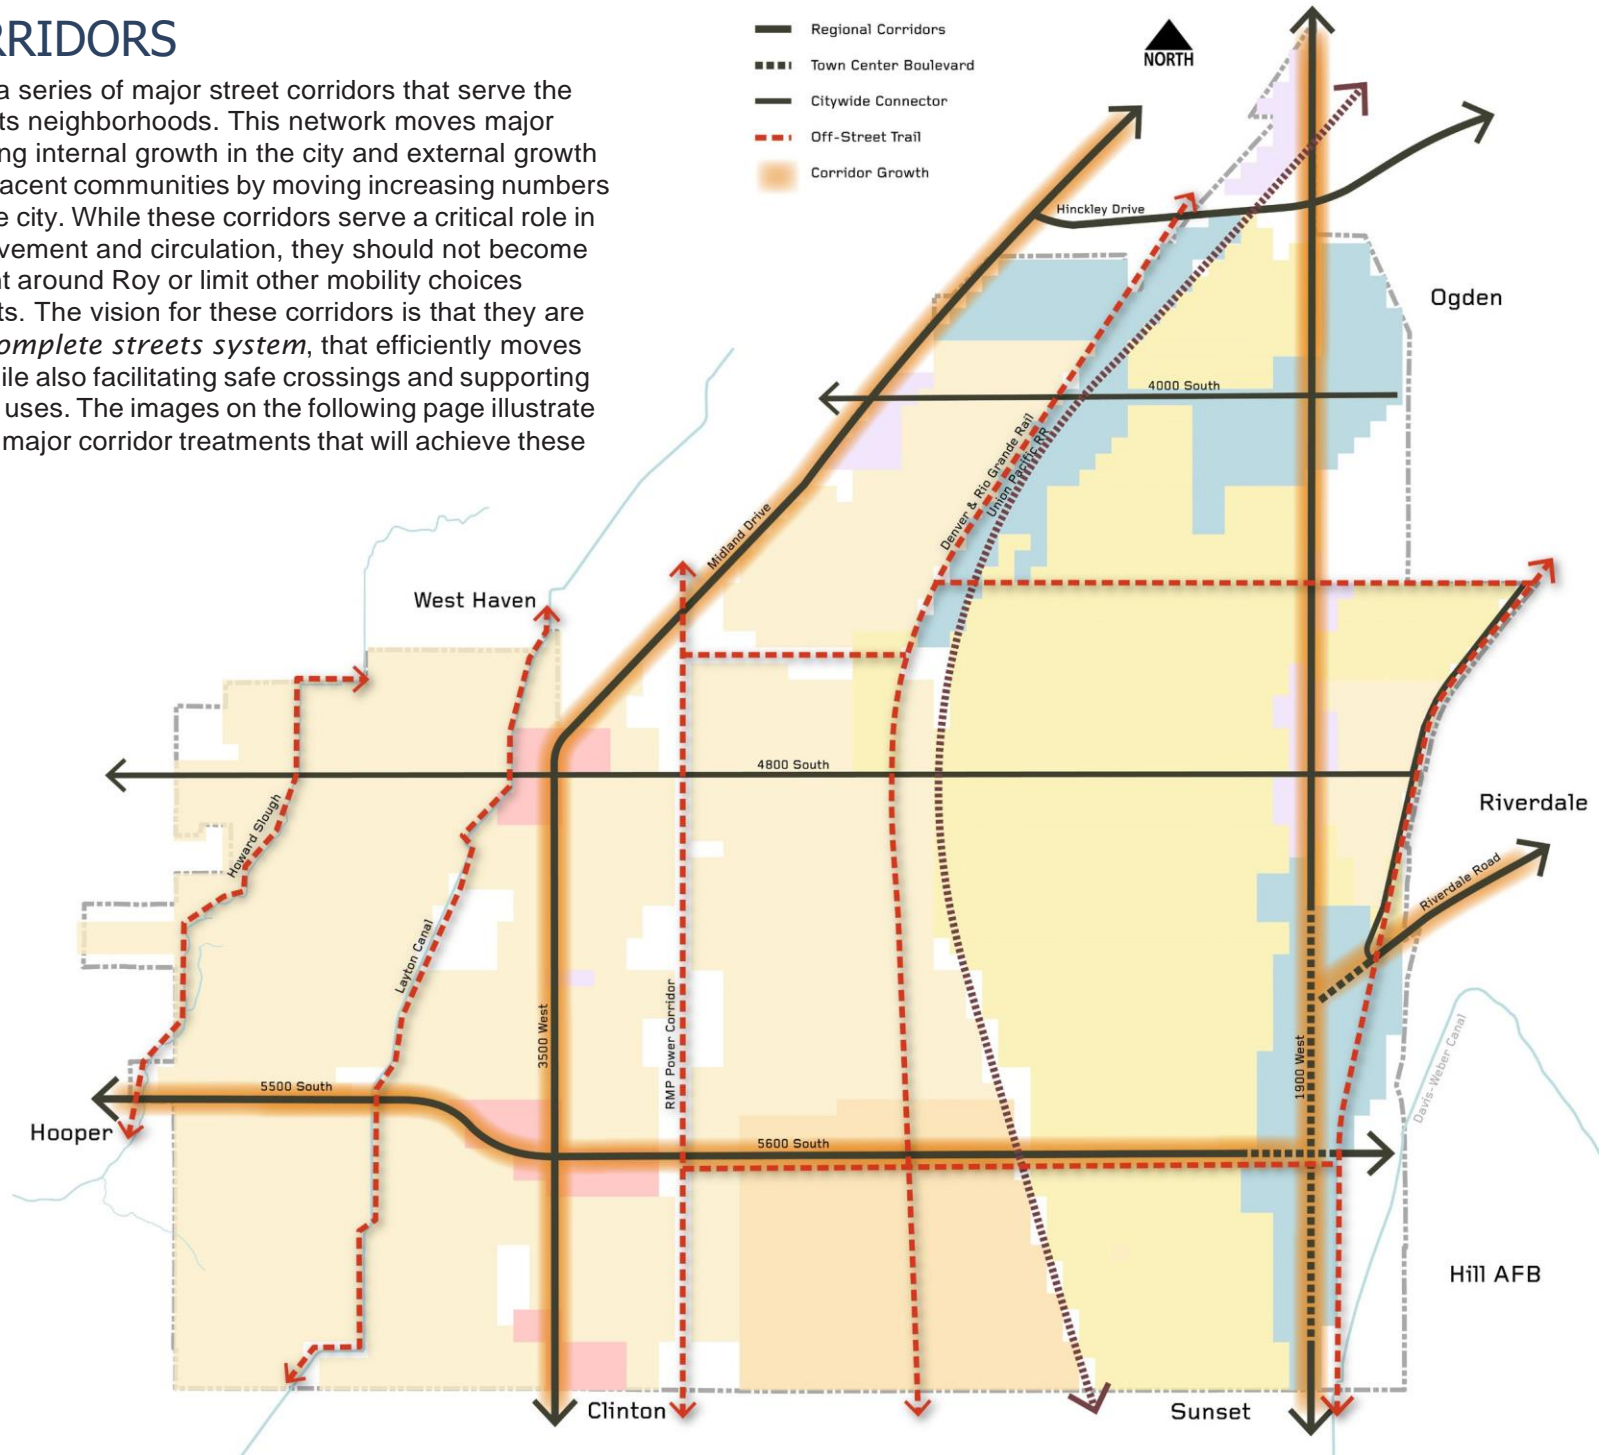 RRIDORS
a series of major street corridors that serve the
ts neighborhoods. This network moves major
ng internal growth in the city and external growth
acent communities by moving increasing numbers
e city. While these corridors serve a critical role in
vement and circulation, they should not become
nt around Roy or limit other mobility choices
ts. The vision for these corridors is that they are
omplete streets system, that efficiently moves
ile also facilitating safe crossings and supporting
uses. The images on the following page illustrate
major corridor treatments that will achieve these
Regional Corridors
Town Center Boulevard
Citywide Connector
Off-Street Trail
Corridor Growth
NORTH
Hinckley Drive
Ogden
4000 South
Denver & Rio Grande Rail
Union Pacific RR
Midland Drive
West Haven
4800 South
Howard Slough
Riverdale
Riverdale Road
Layton Canal
3500 West
RMP Power Corridor
1900 West
Davis-Weber Canal
5500 South
Hooper
5600 South
Hill AFB
Clinton
Sunset